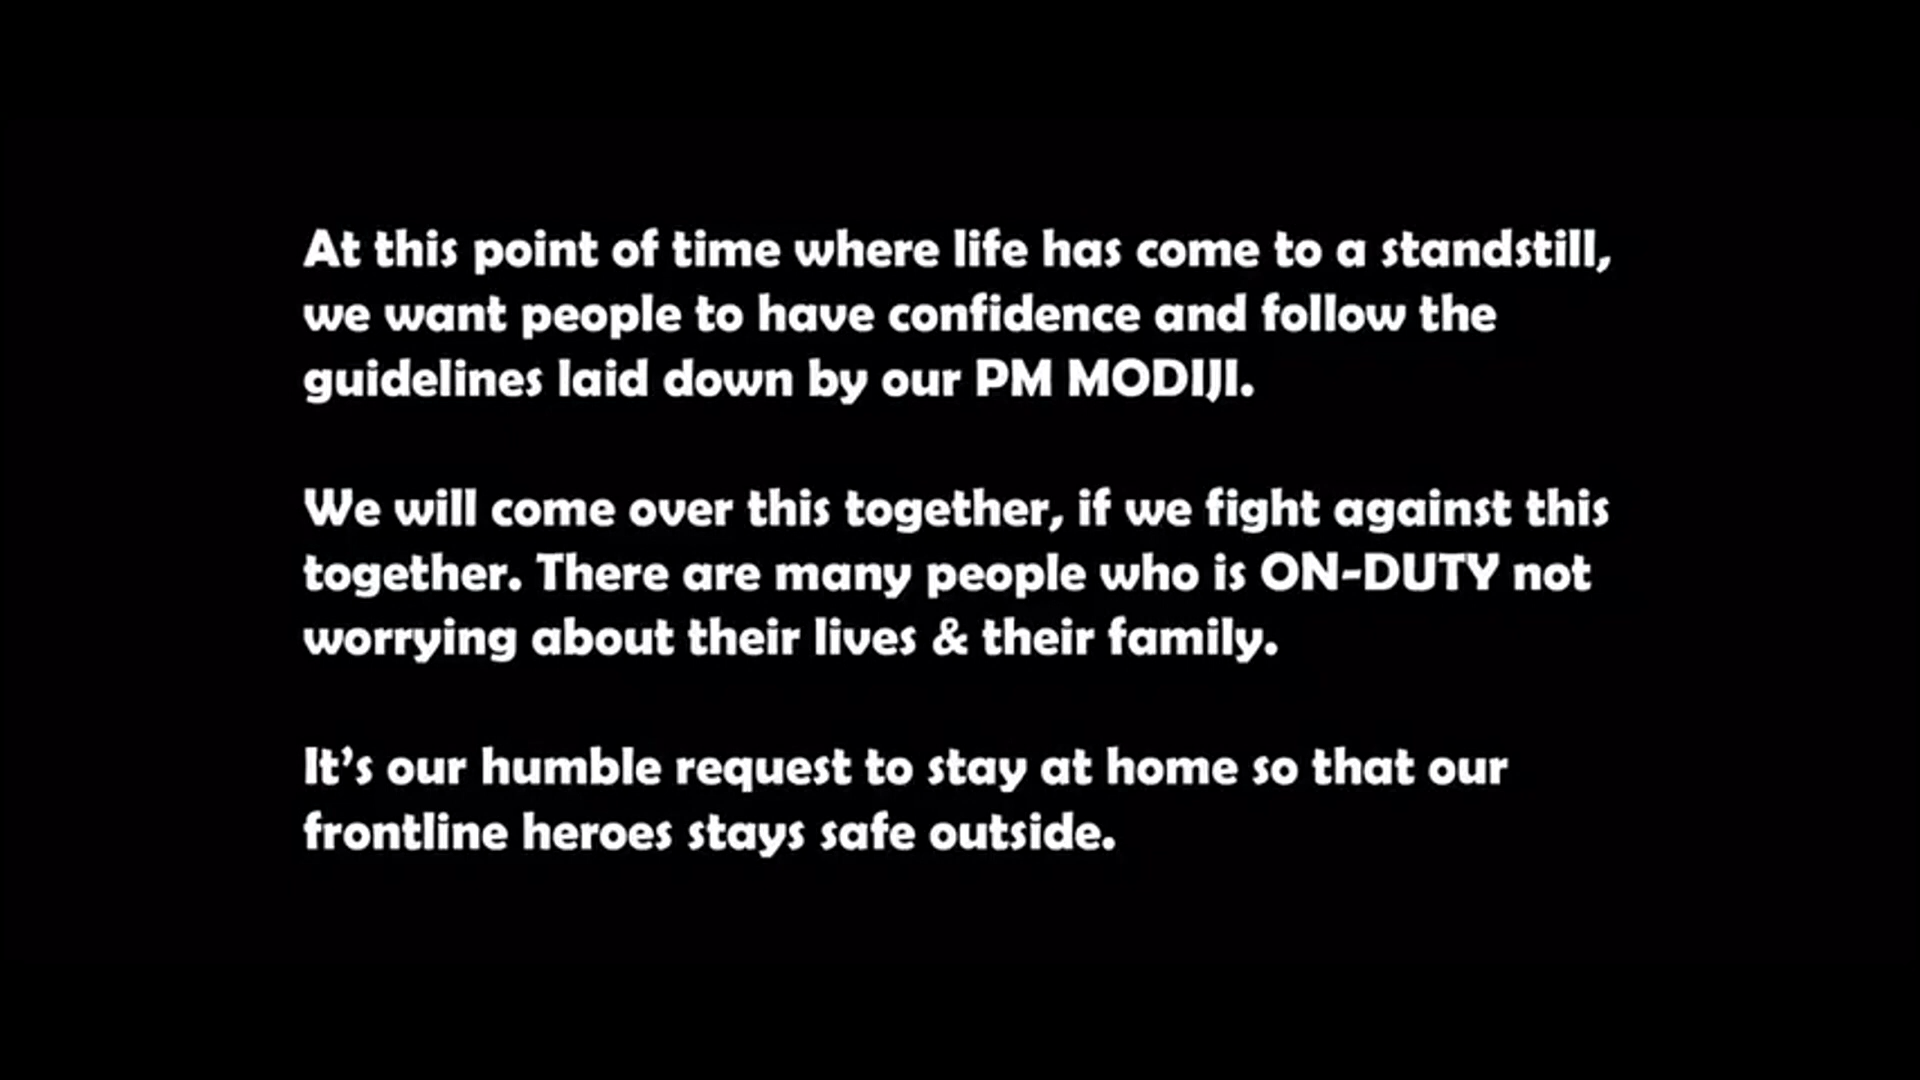 At this point of time where life has come to a standstill,
we want people to have confidence and follow the
guidelines laid down by our PM MODIJI.
We will come over this together, if we fight against this
together. There are many people who is ON-DUTY not
worrying about their lives & their family.
It’s our humble request to stay at home so that our
frontline heroes stays safe outside.